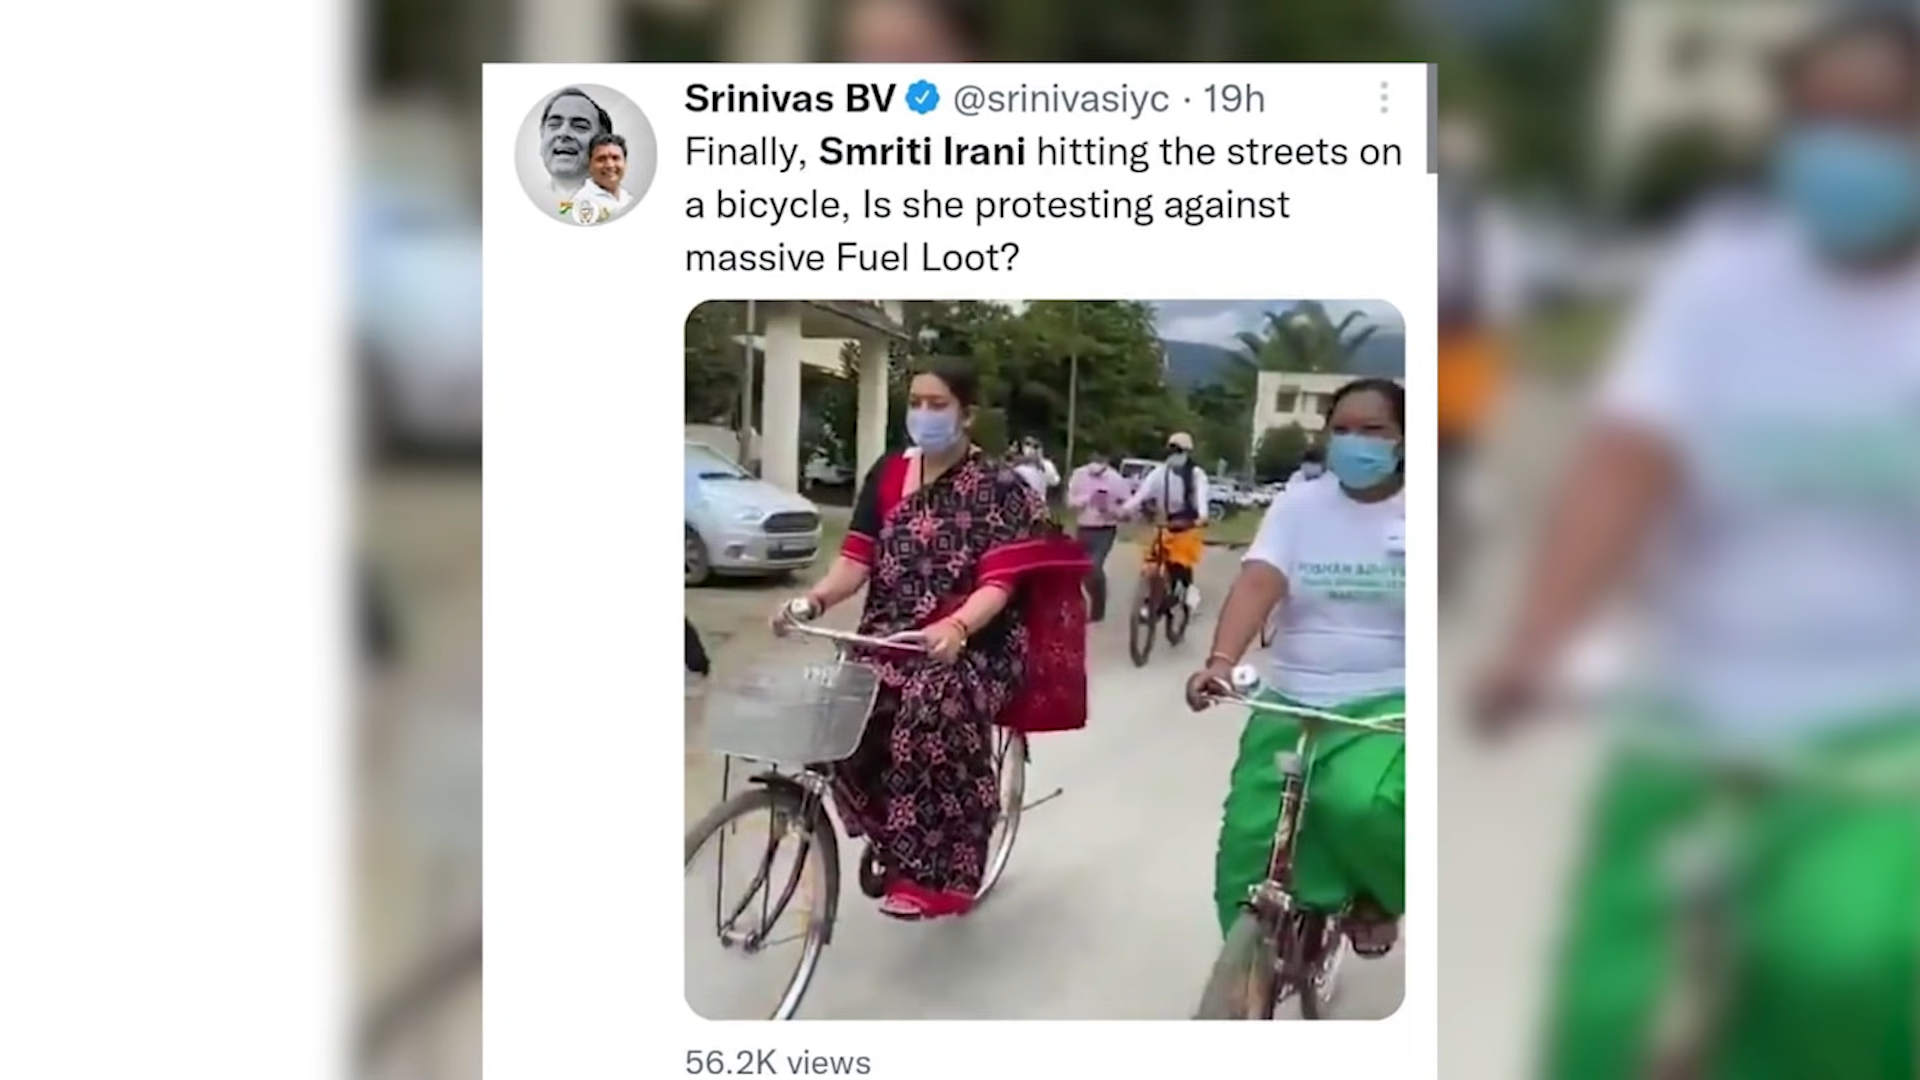 Srinivas BV @srinivasiyc · 19h
Finally, Smriti Irani hitting the streets on
a bicycle, Is she protesting against
massive Fuel Loot?
56.2K views